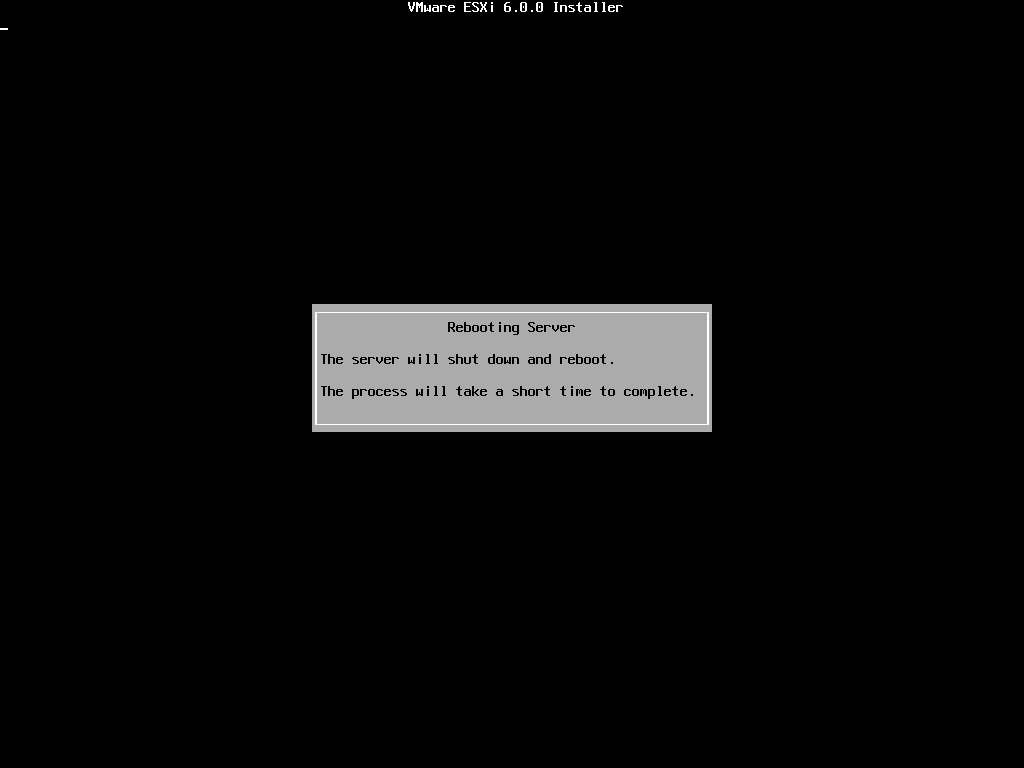 VMware ESXi 6.0.0 Installer
Rebooting Server
The server will shut down and reboot.
The process will take a short time to complete.